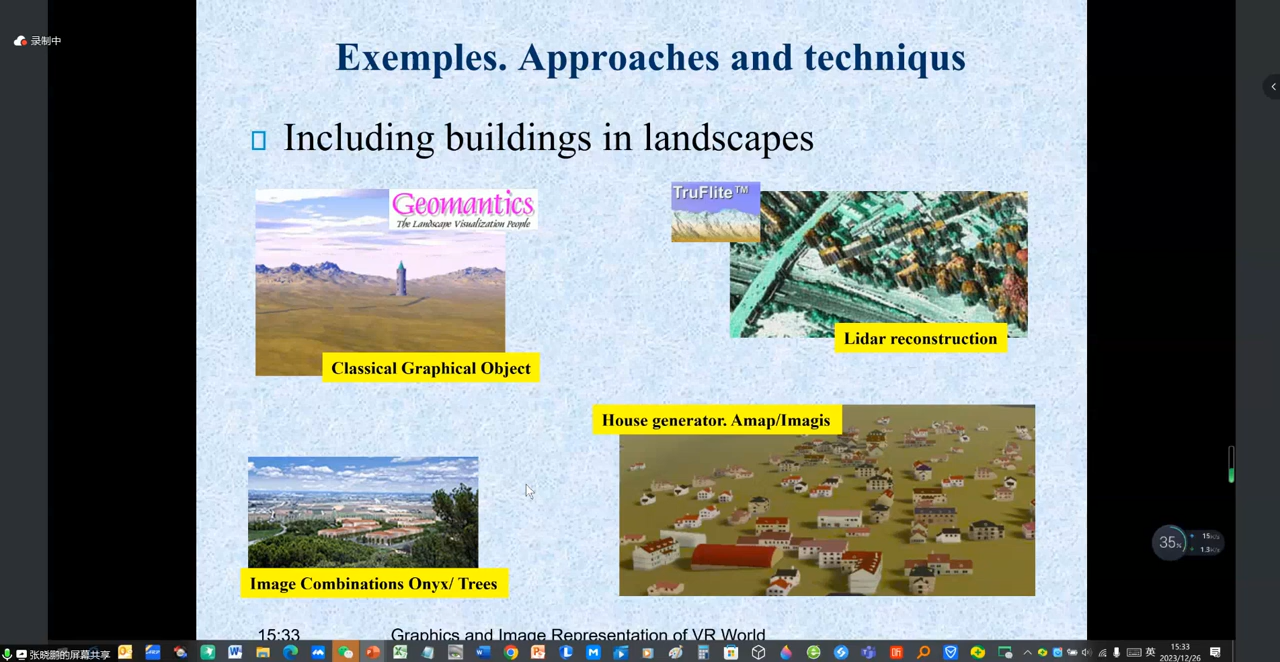 录制中
Exemples. Approaches and techniqus
Including buildings in landscapes
Geomantics
The Landscape Visualization People
TruFlite™
Lidar reconstruction
Classical Graphical Object
House generator. Amap/Imagis
Image Combinations Onyx/ Trees
35%
15:33
Graphics and Image Representation of VR World
张晓鹏的屏幕共享
英
15:33
2023/12/26